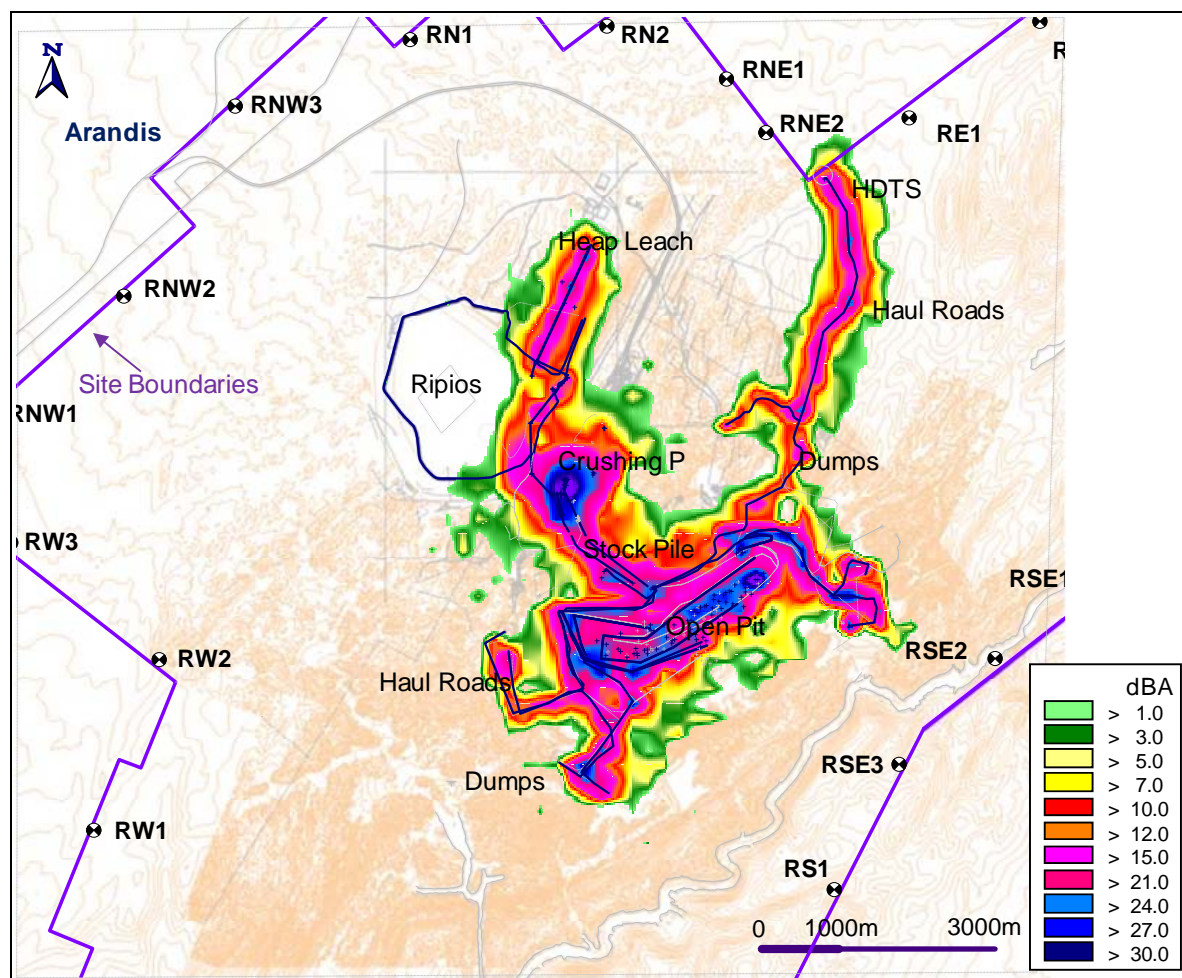 RN1
RN2
N
R
RNE1
RNW3
RE1
Arandis
RNE2
HDTS
Heap Leach
RNW2
Haul Roads
Site Boundaries
Ripios
RNW1
Crushing P
Dumps
RW3
Stock Pile
RSE1
Open Pit
RW2
RSE2
Haul Roads
dBA
> 1.0
> 3.0
> 5.0
> 7.0
> 10.0
> 12.0
> 15.0
> 21.0
> 24.0
> 27.0
> 30.0
RSE3
Dumps
RW1
RS1
0 1000m 3000m